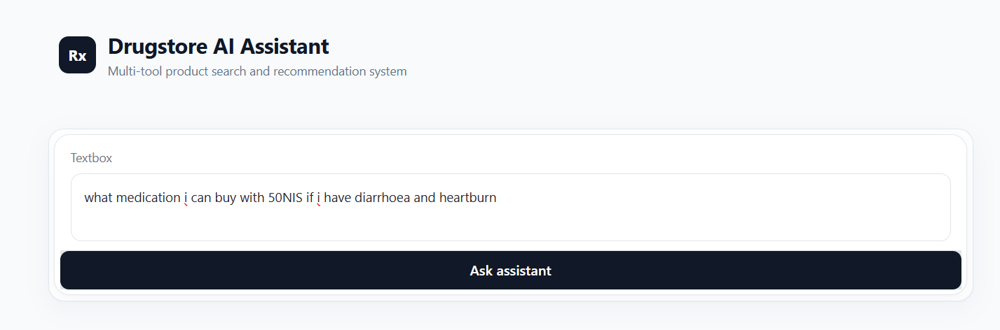 Rx
Drugstore AI Assistant
Multi-tool product search and recommendation system
Textbox
what medication i can buy with 50NIS if i have diarrhoea and heartburn
Ask assistant